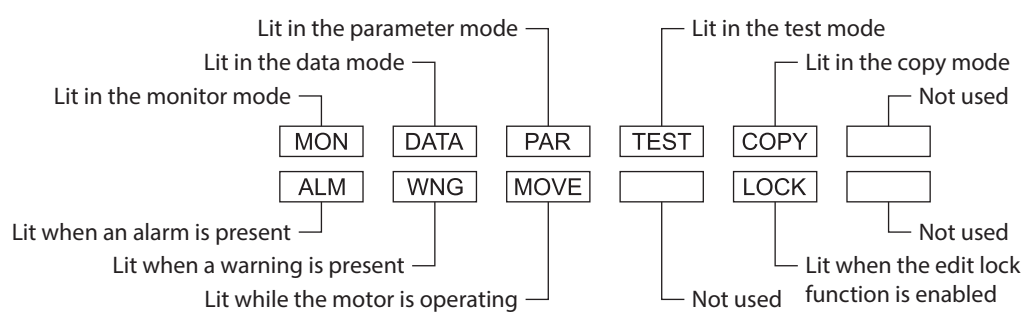 Lit in the parameter mode
Lit in the test mode
Lit in the data mode
Lit in the copy mode
Lit in the monitor mode
Not used
MON DATA PAR TEST COPY
ALM WNG MOVE LOCK
Lit when an alarm is present
Not used
Lit when a warning is present
Lit when the edit lock
function is enabled
Lit while the motor is operating
Not used